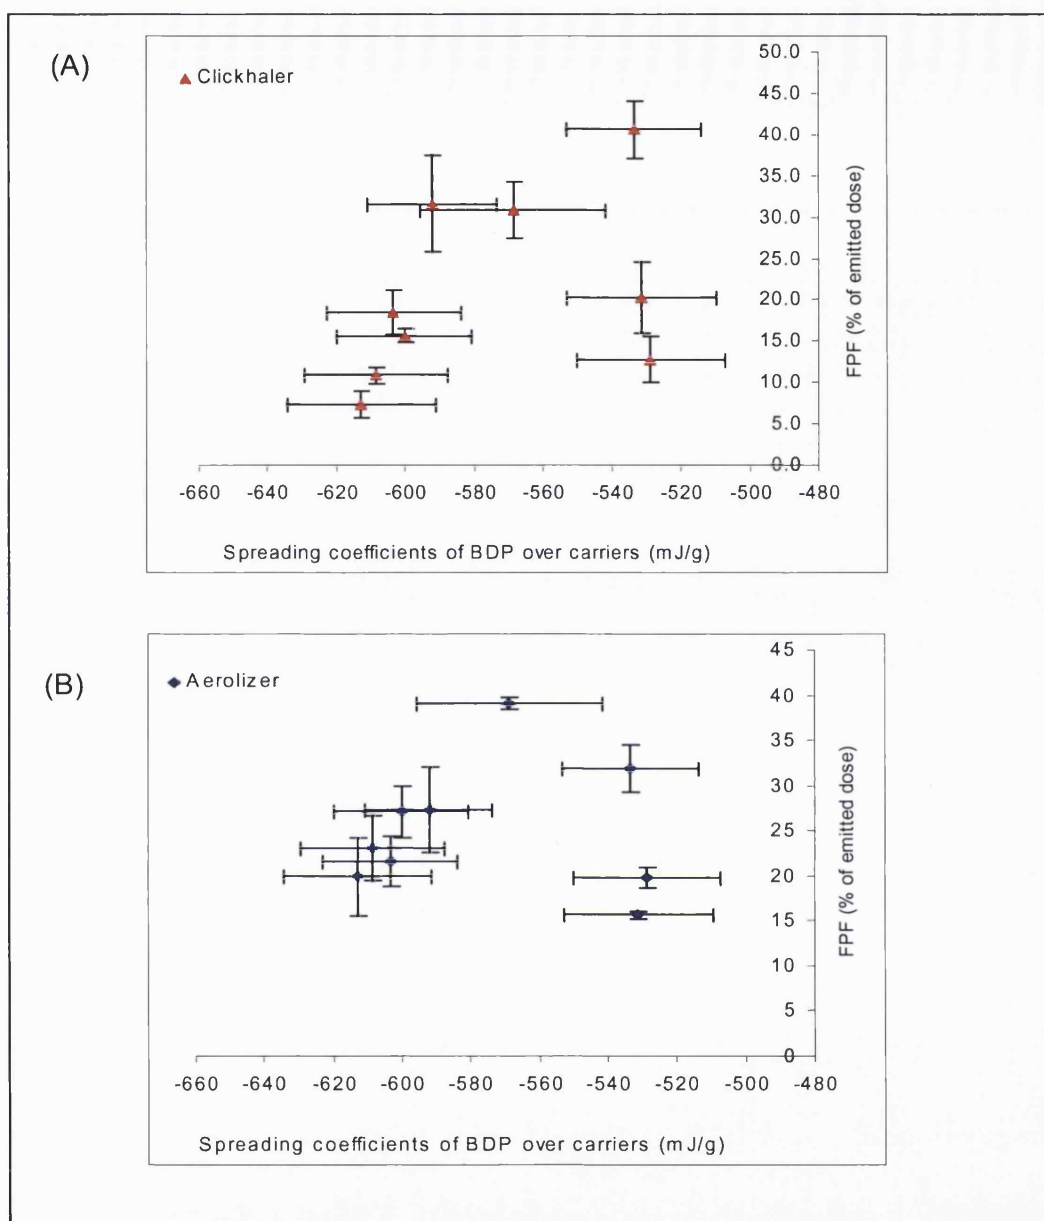 (A)
Clickhaler
50.0
45.0
40.0
35.0
30.0
25.0
20.0
15.0
10.0
5.0
0.0
FPF (% of emitted dose)
-660 -640 -620 -600 -580 -560 -540 -520 -500 -480
Spreading coefficients of BDP over carriers (mJ/g)
(B)
Aerolizer
45
40
35
30
25
20
15
10
5
0
FPF (% of emitted dose)
-660 -640 -620 -600 -580 -560 -540 -520 -500 -480
Spreading coefficients of BDP over carriers (mJ/g)